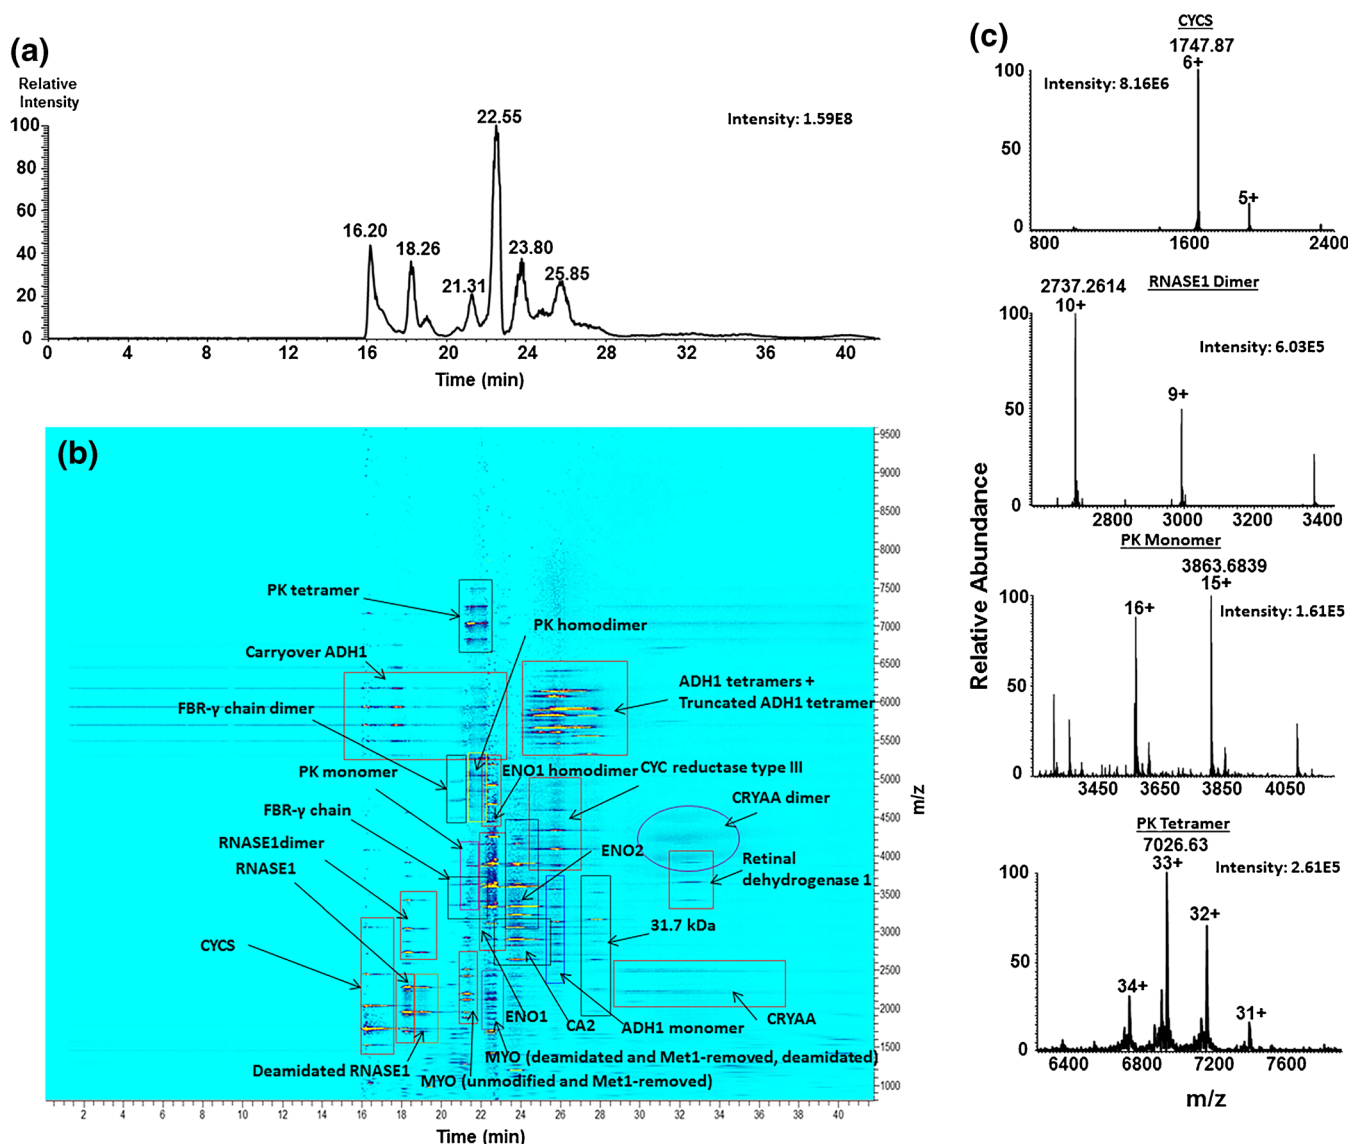 (a)
Relative
Intensity
100
80
60
40
20
0
22.55
16.20
18.26
21.31
23.80
25.85
Intensity: 1.59E8
0 4 8 12 16 20 24 28 32 36 40
Time (min)
(b)
PK tetramer
PK homodimer
Carryover ADH1
FBR-γ chain dimer
ADH1 tetramers +
Truncated ADH1 tetramer
PK monomer
ENO1 homodimer
CYC reductase type III
FBR-γ chain
CRYAA dimer
RNASE1dimer
RNASE1
ENO2
Retinal
dehydrogenase 1
CYCS
31.7 kDa
ENO1
CA2
ADH1 monomer
CRYAA
Deamidated RNASE1
MYO (deamidated and Met1-removed, deamidated)
MYO (unmodified and Met1-removed)
9500
9000
8500
8000
7500
7000
6500
6000
5500
5000
4500
4000
3500
3000
2500
2000
1500
1000
m/z
2 4 6 8 10 12 14 16 18 20 22 24 26 28 30 32 34 36 38 40
Time (min)
(c)
Relative Abundance
CYCS
1747.87
6+
Intensity: 8.16E6
5+
100
50
0
800 1600 2400
RNASE1 Dimer
2737.2614
10+
Intensity: 6.03E5
9+
100
50
0
2800 3000 3200 3400
PK Monomer
3863.6839
15+
16+
Intensity: 1.61E5
100
50
0
3450 3650 3850 4050
PK Tetramer
7026.63
33+
Intensity: 2.61E5
32+
34+
31+
100
50
0
6400 6800 7200 7600
m/z